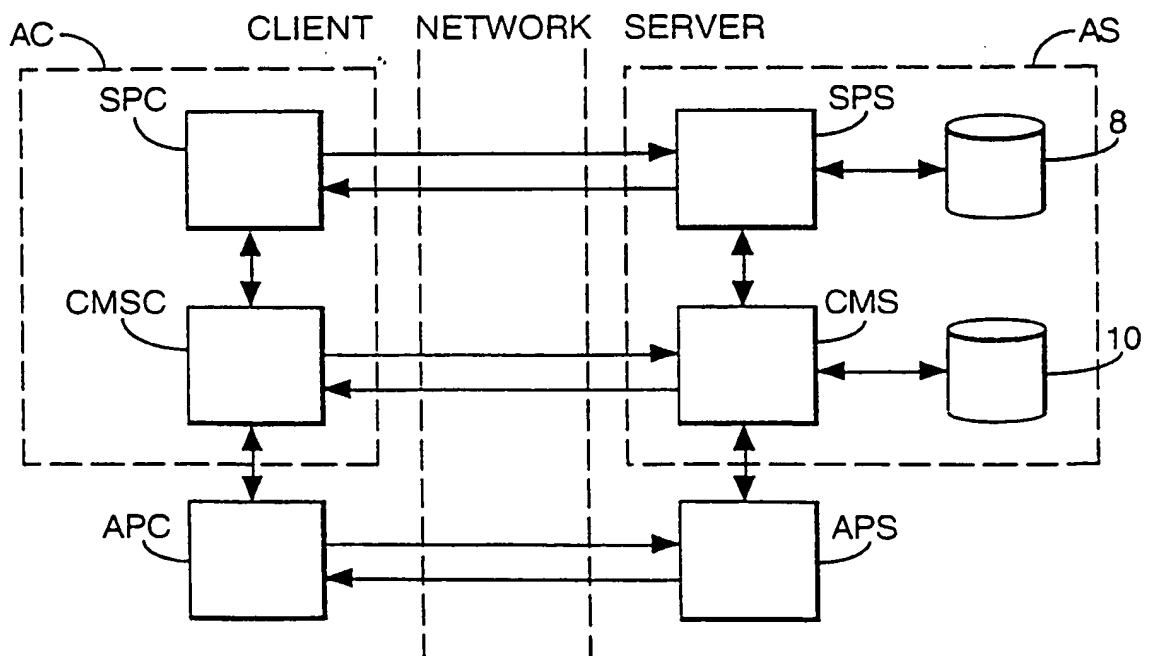 AC
CLIENT
NETWORK
SERVER
AS
SPC
SPS
8
CMSC
CMS
10
APC
APS